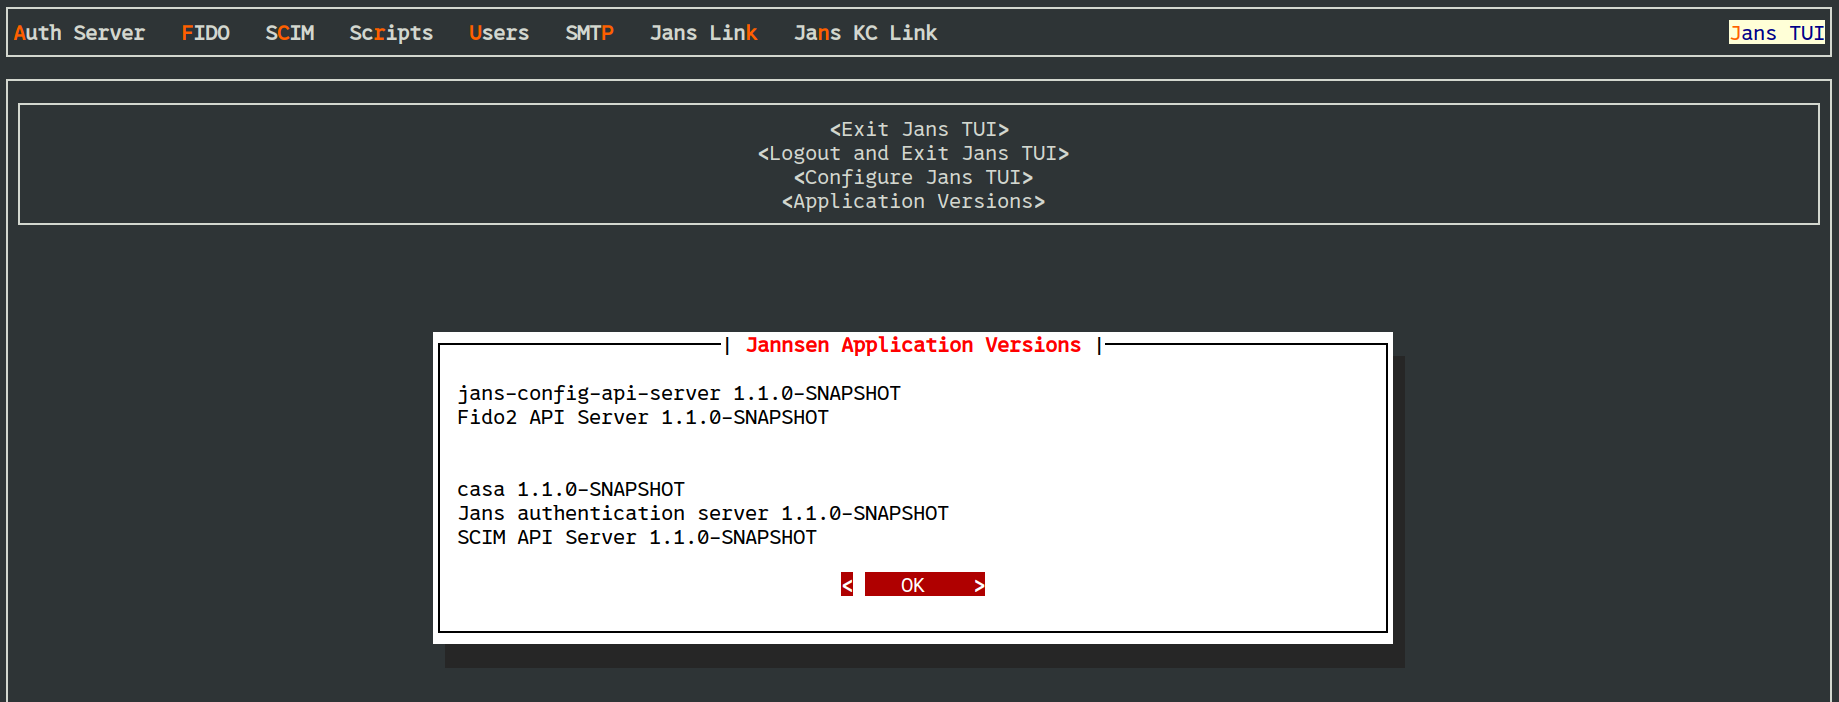 Auth Server FIDO SCIM Scripts Users SMTP Jans Link Jans KC Link Jans TUI
<Exit Jans TUI>
<Logout and Exit Jans TUI>
<Configure Jans TUI>
<Application Versions>
| Jannsen Application Versions |
jans-config-api-server 1.1.0-SNAPSHOT
Fido2 API Server 1.1.0-SNAPSHOT
casa 1.1.0-SNAPSHOT
Jans authentication server 1.1.0-SNAPSHOT
SCIM API Server 1.1.0-SNAPSHOT
< OK >